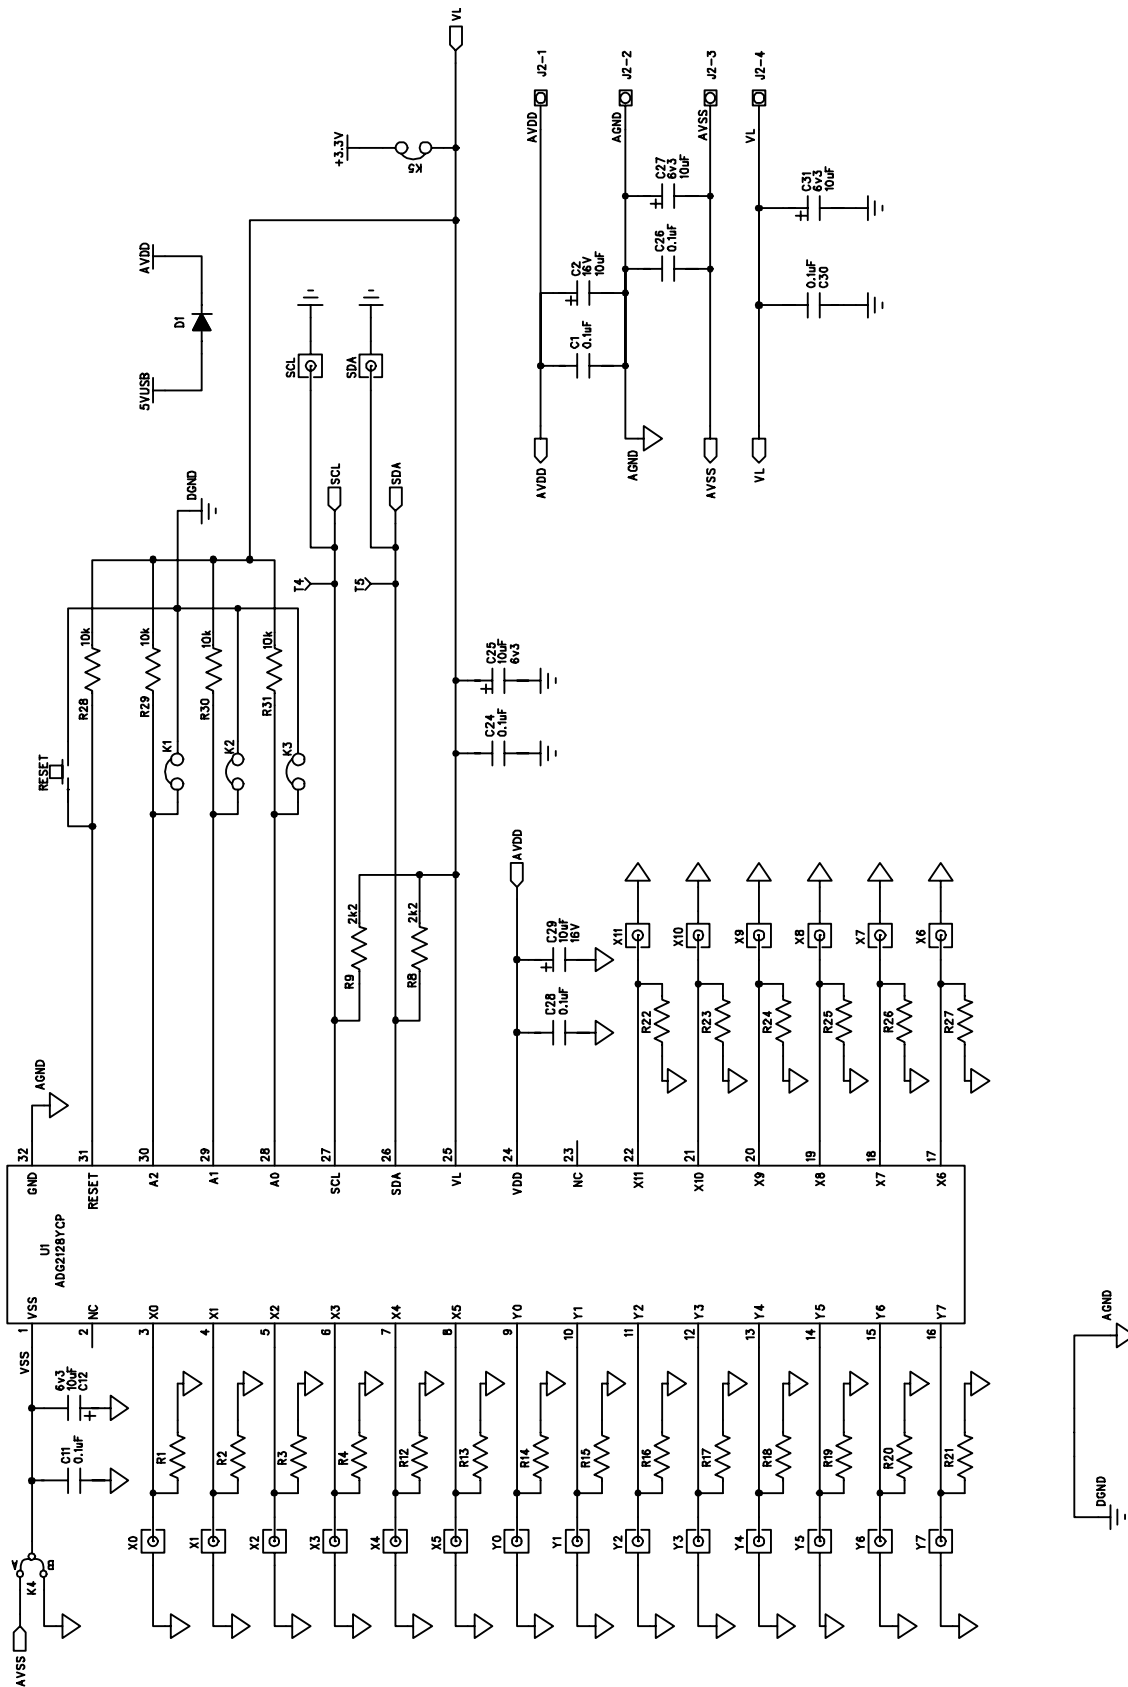 VL
+3.3V
K5
AVDD
D1
5VUSB
SCL
SDA
DGND
SCL
SDA
T4
T5
J2-1
J2-2
J2-3
J2-4
AVDD
AGND
AVSS
VL
C27
6v3
10uF
C26
0.1uF
C31
6v3
10uF
0.1uF
C30
C2
16V
10uF
C1
0.1uF
AVDD
AGND
AVSS
VL
RESET
R28
10k
R29
10k
R30
10k
R31
10k
K1
K2
K3
C25
10uF
6v3
C24
0.1uF
R9
2k2
R8
2k2
AVDD
C29
10uF
16V
C28
0.1uF
X11
X10
X9
X8
X7
X6
R22
R23
R24
R25
R26
R27
AGND
32
31
30
29
28
27
26
25
24
23
22
21
20
19
18
17
GND
RESET
A2
A1
A0
SCL
SDA
VL
VDD
NC
X11
X10
X9
X8
X7
X6
U1
ADG2128YCP
VSS
NC
X0
X1
X2
X3
X4
X5
Y0
Y1
Y2
Y3
Y4
Y5
Y6
Y7
1
2
3
4
5
6
7
8
9
10
11
12
13
14
15
16
VSS
6v3
10uF
C12
C11
0.1uF
R1
R2
R3
R4
R12
R13
R14
R15
R16
R17
R18
R19
R20
R21
X0
X1
X2
X3
X4
X5
Y0
Y1
Y2
Y3
Y4
Y5
Y6
Y7
A
B
K4
AVSS
AGND
DGND